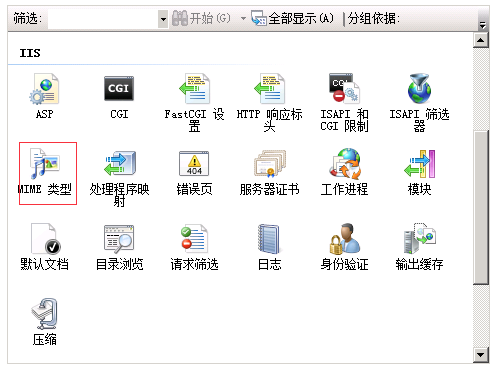 筛选:
开始(G)
全部显示(A)
分组依据:
IIS
ASP
CGI
CGI
FastCGI 设
置
HTTP 响应标
头
CGI
ISAPI 和
CGI 限制
ISAPI 筛选
器
MIME 类型
处理程序映
射
404
错误页
服务器证书
工作进程
模块
默认文档
目录浏览
请求筛选
日志
身份验证
输出缓存
压缩